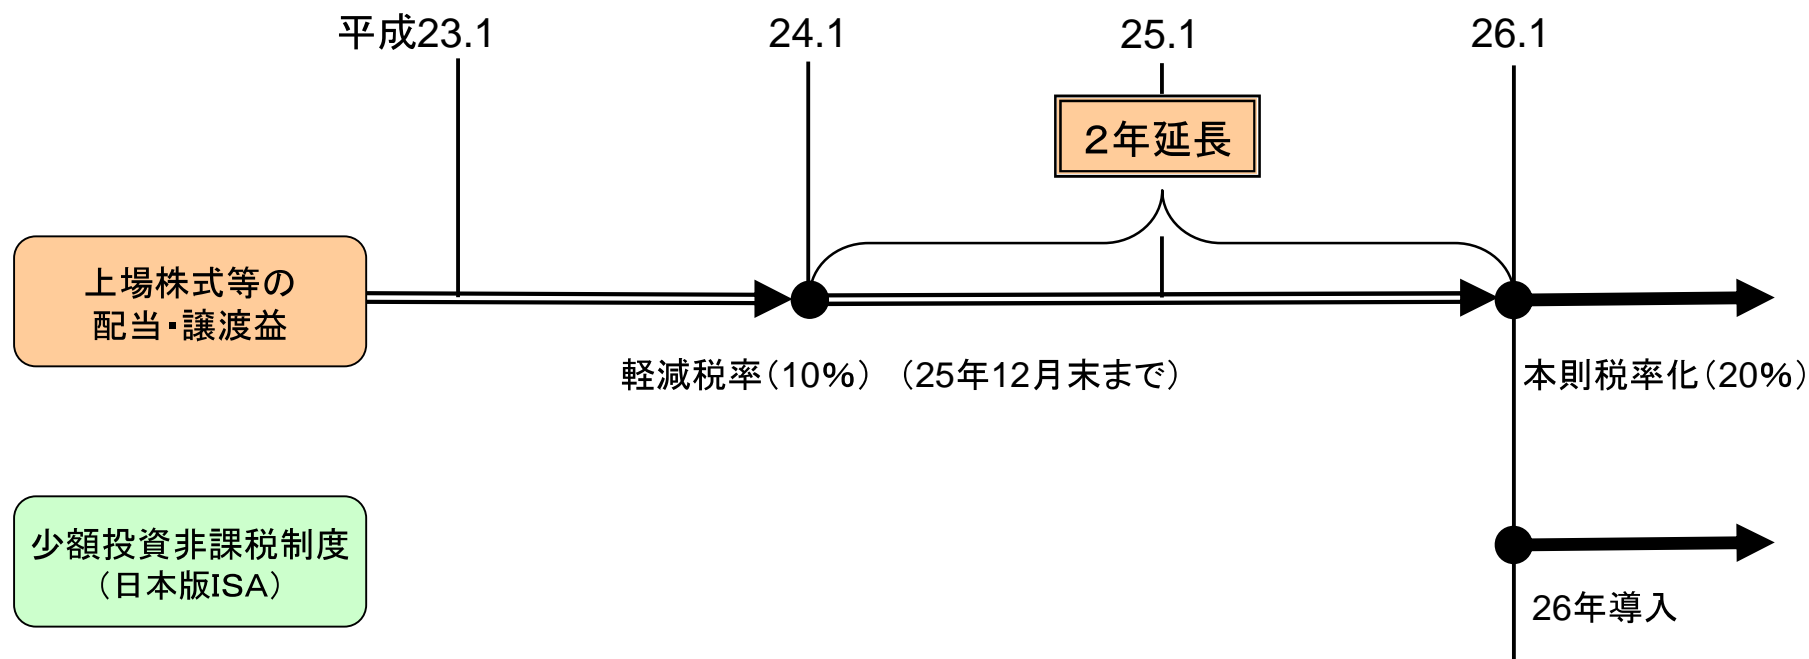 平成23.1
24.1
25.1
26.1
２年延長
上場株式等の
配当・譲渡益
軽減税率（10％）（25年12月末まで）
本則税率化（20％）
少額投資非課税制度
（日本版ISA）
26年導入